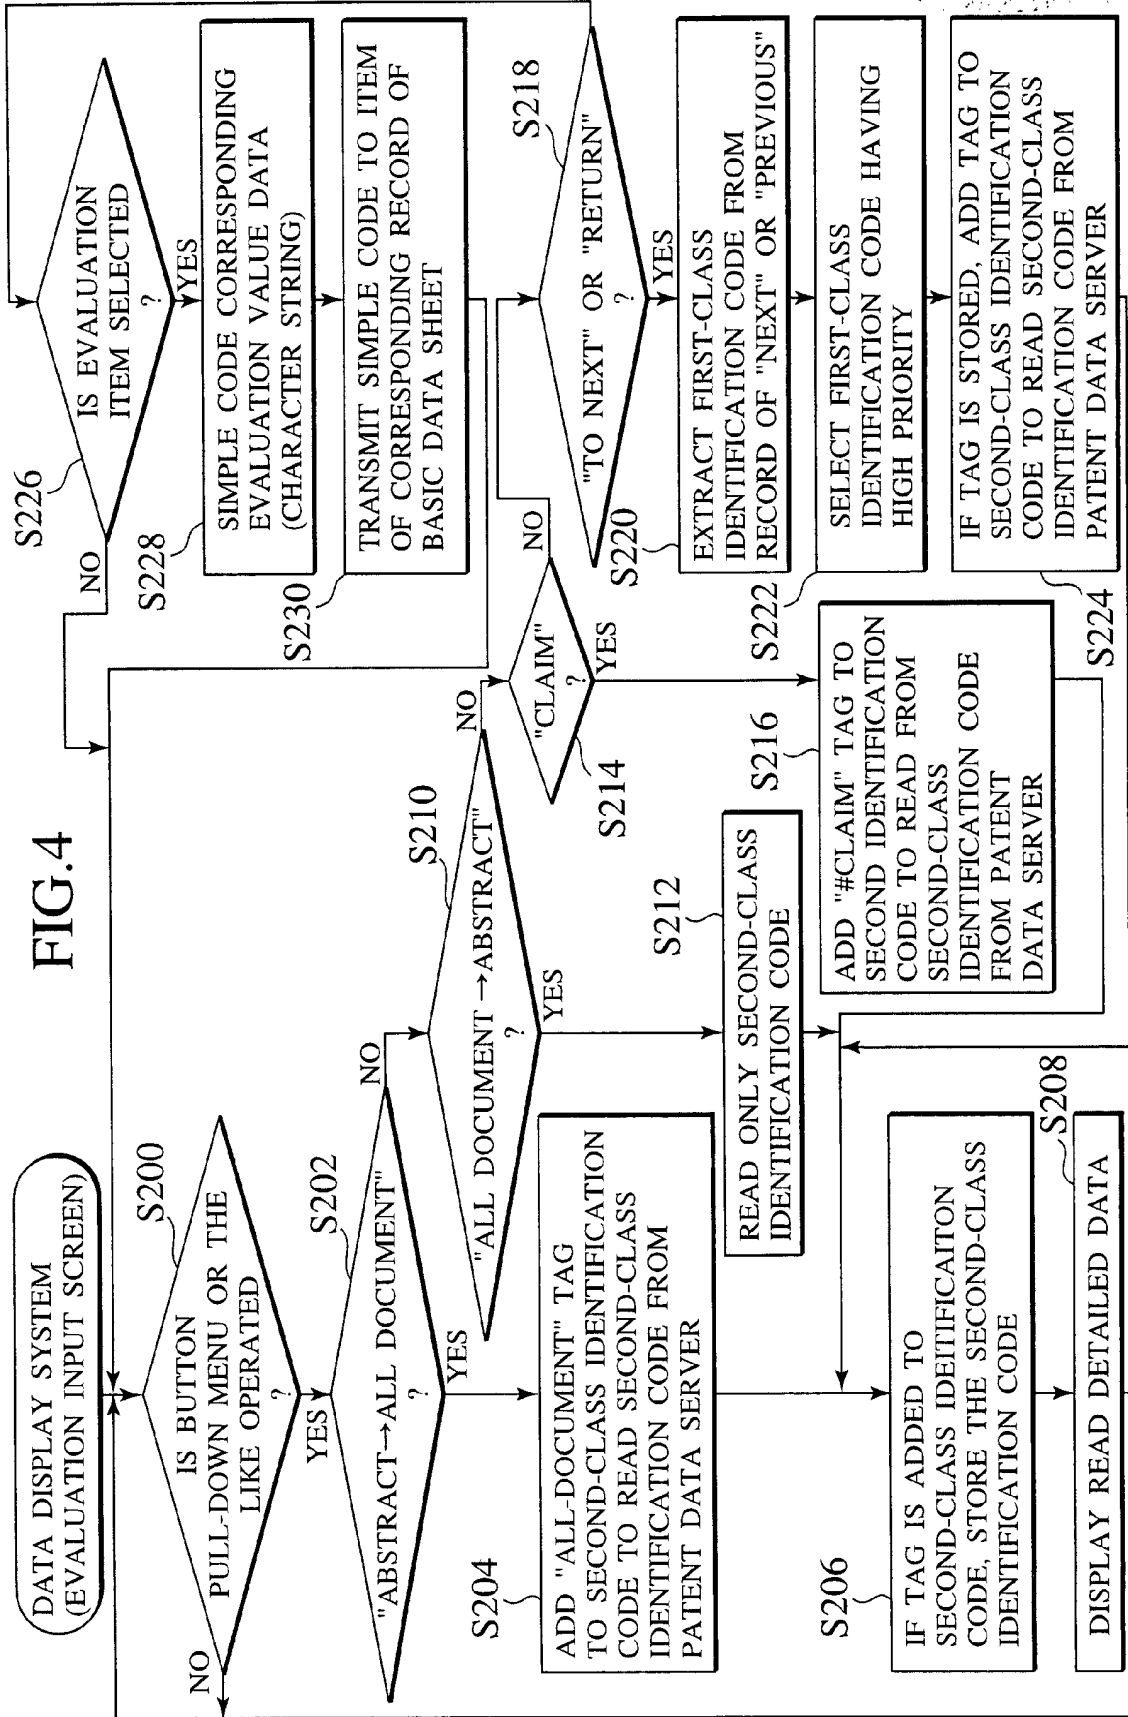 FIG.4
DATA DISPLAY SYSTEM
(EVALUATION INPUT SCREEN)
S200
IS BUTTON
PULL-DOWN MENU OR THE
LIKE OPERATED
?
NO
YES
S202
"ABSTRACT→ALL DOCUMENT"
?
NO
YES
S204
ADD "ALL-DOCUMENT" TAG
TO SECOND-CLASS IDENTIFICATION
CODE TO READ SECOND-CLASS
IDENTIFICATION CODE FROM
PATENT DATA SERVER
S206
IF TAG IS ADDED TO
SECOND-CLASS IDEITIFICAITON
CODE, STORE THE SECOND-CLASS
IDENTIFICATION CODE
S208
DISPLAY READ DETAILED DATA
S210
"ALL DOCUMENT→ABSTRACT"
?
NO
YES
S212
READ ONLY SECOND-CLASS
IDENTIFICATION CODE
S214
"CLAIM"
?
NO
YES
S216
ADD "#CLAIM" TAG TO
SECOND IDENTIFICATION
CODE TO READ FROM
SECOND-CLASS
IDENTIFICATION CODE
FROM PATENT
DATA SERVER
S218
"TO NEXT" OR "RETURN"
?
YES
S220
EXTRACT FIRST-CLASS
IDENTIFICATION CODE FROM
RECORD OF "NEXT" OR "PREVIOUS"
S222
SELECT FIRST-CLASS
IDENTIFICATION CODE HAVING
HIGH PRIORITY
S224
IF TAG IS STORED, ADD TAG TO
SECOND-CLASS IDENTIFICATION
CODE TO READ SECOND-CLASS
IDENTIFICATION CODE FROM
PATENT DATA SERVER
S226
IS EVALUATION
ITEM SELECTED
?
NO
YES
S228
SIMPLE CODE CORRESPONDING
EVALUATION VALUE DATA
(CHARACTER STRING)
S230
TRANSMIT SIMPLE CODE TO ITEM
OF CORRESPONDING RECORD OF
BASIC DATA SHEET